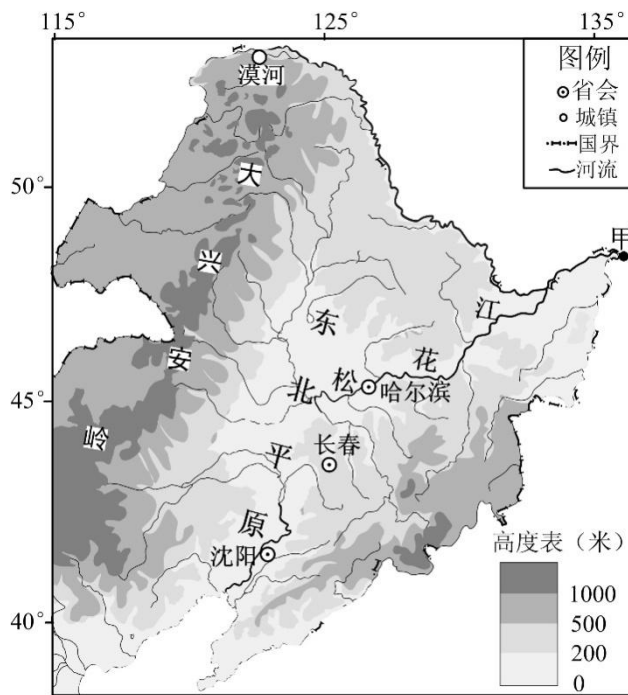 115°
125°
135°
图例
省会
城镇
国界
河流
漠河
50°
大
兴
安
岭
甲
东
北
平
原
松
花
江
哈尔滨
45°
长春
沈阳
40°
高度表（米）
1000
500
200
0